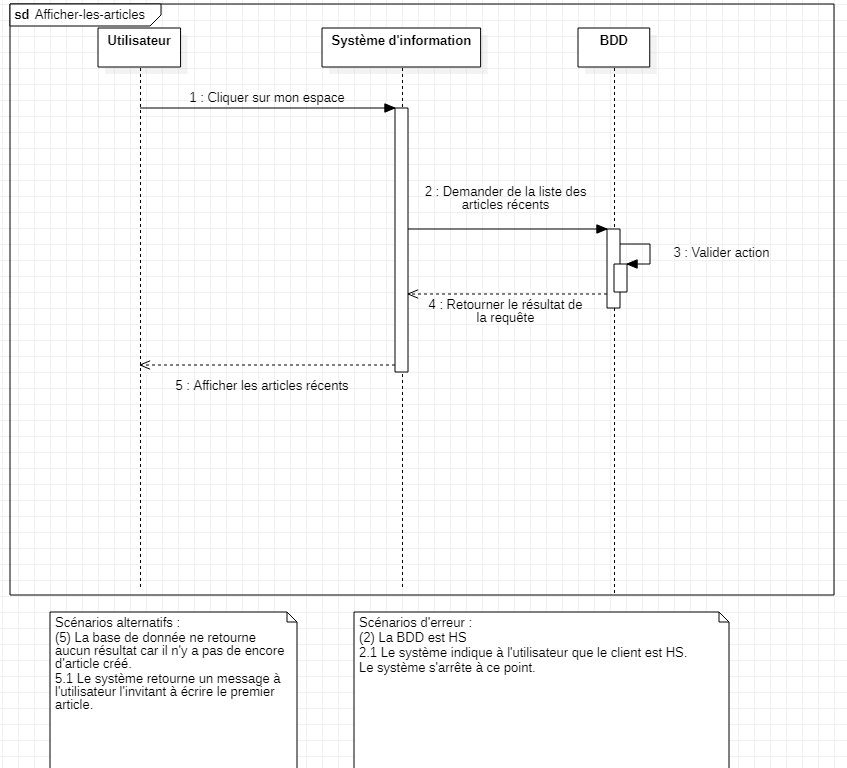 sd Afficher-les-articles
Utilisateur
Système d'information
BDD
1 : Cliquer sur mon espace
2 : Demander de la liste des
articles récents
3 : Valider action
4 : Retourner le résultat de
la requête
5 : Afficher les articles récents
Scénarios alternatifs :
(5) La base de donnée ne retourne
aucun résultat car il n'y a pas de encore
d'article créé.
5.1 Le système retourne un message à
l'utilisateur l'invitant à écrire le premier
article.
Scénarios d'erreur :
(2) La BDD est HS
2.1 Le système indique à l'utilisateur que le client est HS.
Le système s'arrête à ce point.